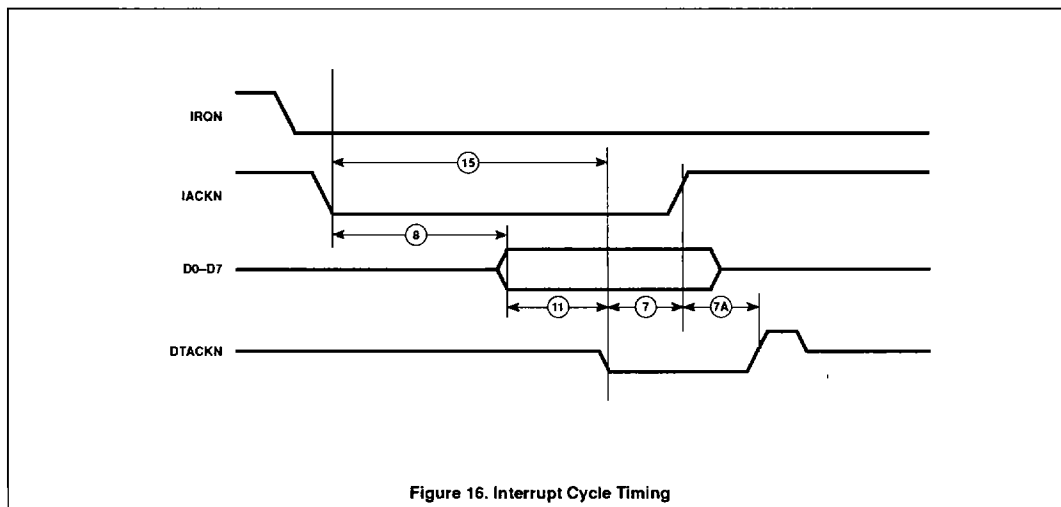 IRQN
15
IACKN
8
D0–D7
11
7
7A
DTACKN
Figure 16. Interrupt Cycle Timing